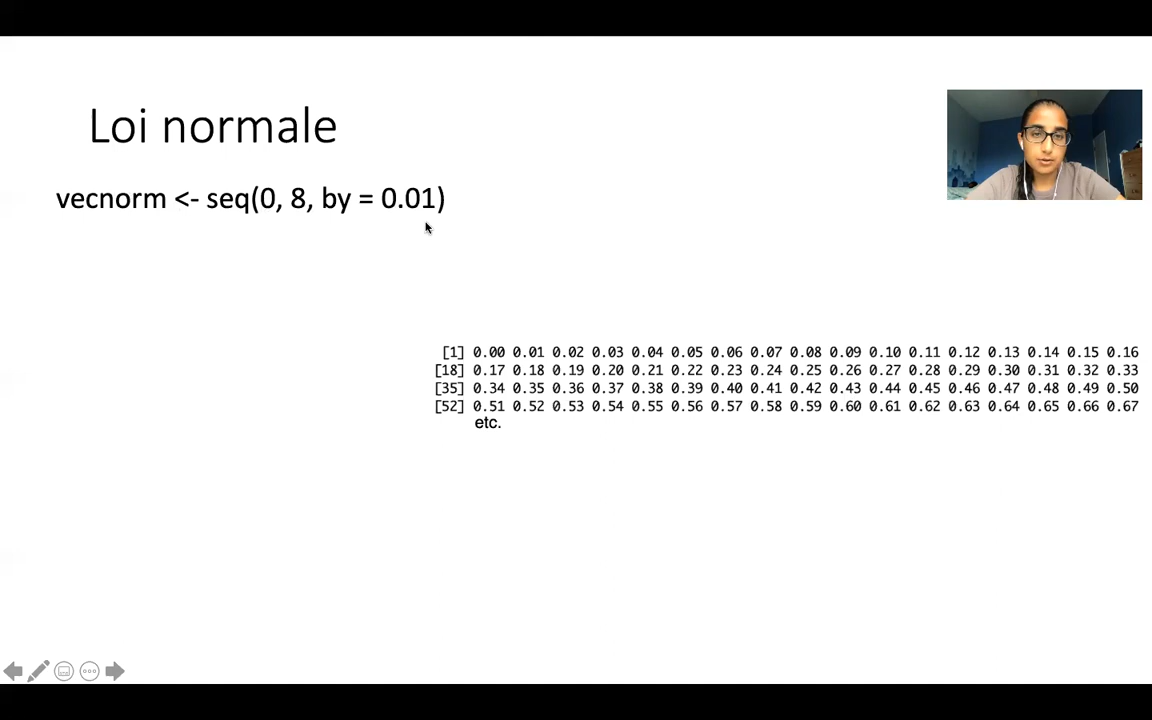 Loi normale
vecnorm <- seq(0, 8, by = 0.01)
[1] 0.00 0.01 0.02 0.03 0.04 0.05 0.06 0.07 0.08 0.09 0.10 0.11 0.12 0.13 0.14 0.15 0.16
[18] 0.17 0.18 0.19 0.20 0.21 0.22 0.23 0.24 0.25 0.26 0.27 0.28 0.29 0.30 0.31 0.32 0.33
[35] 0.34 0.35 0.36 0.37 0.38 0.39 0.40 0.41 0.42 0.43 0.44 0.45 0.46 0.47 0.48 0.49 0.50
[52] 0.51 0.52 0.53 0.54 0.55 0.56 0.57 0.58 0.59 0.60 0.61 0.62 0.63 0.64 0.65 0.66 0.67
etc.